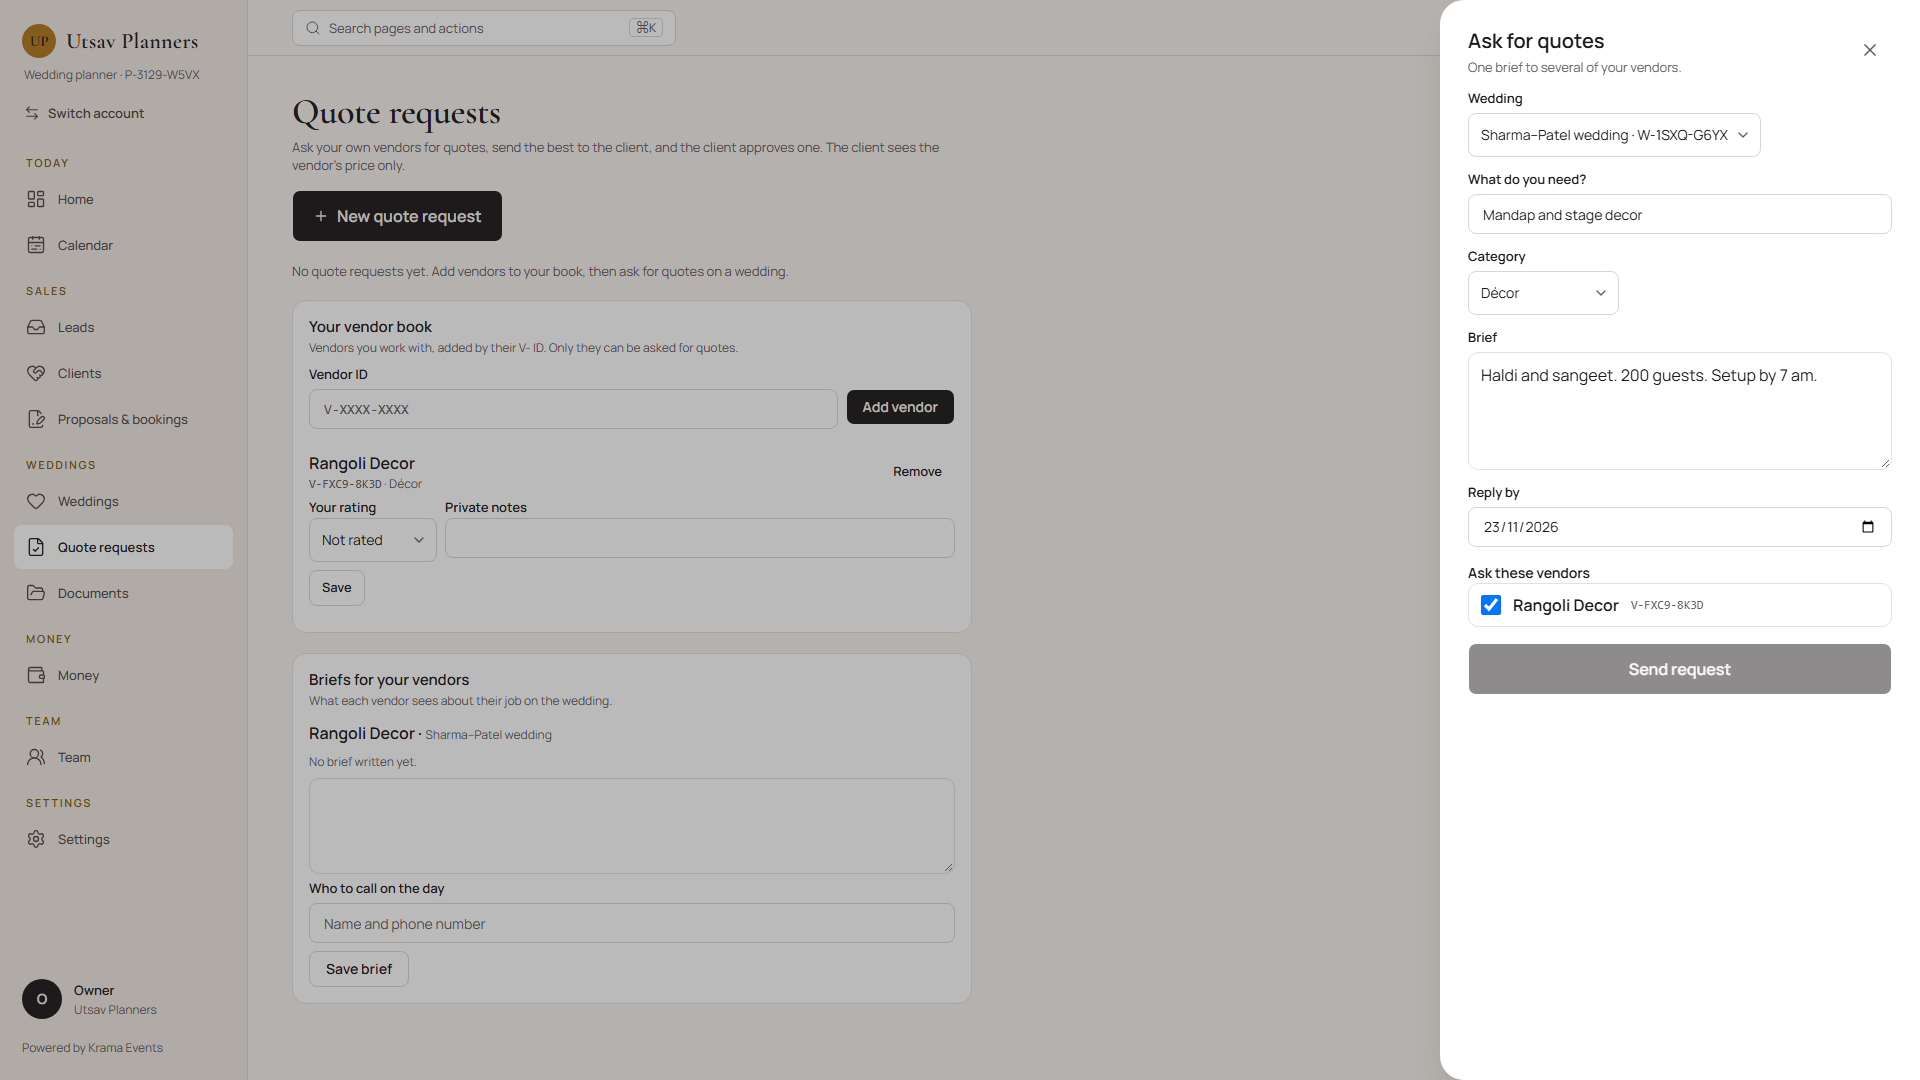 UP Utsav Planners
Wedding planner · P-3129-W5VX
Switch account
TODAY
Home
Calendar
SALES
Leads
Clients
Proposals & bookings
WEDDINGS
Weddings
Quote requests
Documents
MONEY
Money
TEAM
Team
SETTINGS
Settings
O Owner
Utsav Planners
Powered by Krama Events
Search pages and actions ⌘K
Quote requests
Ask your own vendors for quotes, send the best to the client, and the client approves one. The client sees the
vendor's price only.
+ New quote request
No quote requests yet. Add vendors to your book, then ask for quotes on a wedding.
Your vendor book
Vendors you work with, added by their V- ID. Only they can be asked for quotes.
Vendor ID
V-XXXX-XXXX Add vendor
Rangoli Decor
V-FXC9-8K3D · Décor
Remove
Your rating Private notes
Not rated
Save
Briefs for your vendors
What each vendor sees about their job on the wedding.
Rangoli Decor · Sharma–Patel wedding
No brief written yet.
Who to call on the day
Name and phone number
Save brief
Ask for quotes
One brief to several of your vendors.
Wedding
Sharma–Patel wedding · W-1SXQ-G6YX
What do you need?
Mandap and stage decor
Category
Décor
Brief
Haldi and sangeet. 200 guests. Setup by 7 am.
Reply by
23/11/2026
Ask these vendors
Rangoli Decor V-FXC9-8K3D
Send request